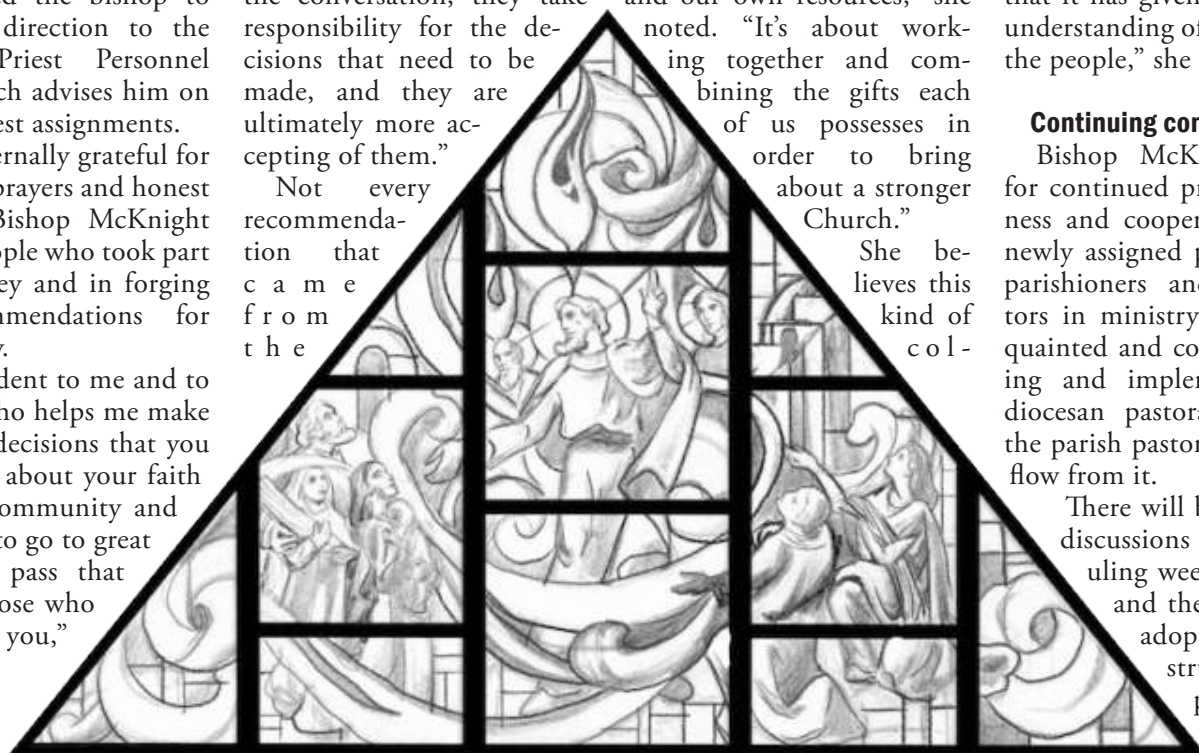 ed the bishop to
direction to the
Priest Personnel
ch advises him on
est assignments.
ernally grateful for
prayers and honest
Bishop McKnight
ople who took part
ey and in forging
mmendations for
y.
dent to me and to
ho helps me make
decisions that you
about your faith
ommunity and
to go to great
pass that
ose who
you,”
the conversation, they take
responsibility for the de-
cisions that need to be
made, and they are
ultimately more ac-
cepting of them.”
Not every
recommenda-
tion that
came
from
the
and our own resources,” she
noted. “It’s about work-
ing together and com-
bining the gifts each
of us possesses in
order to bring
about a stronger
Church.”
She be-
lieves this
kind of
col-
that it has given
understanding of
the people,” she
Continuing con
Bishop McK
for continued pr
ness and cooper
newly assigned p
parishioners and
tors in ministry
quainted and co
ing and implem
diocesan pastora
the parish pastor
flow from it.
There will b
discussions
uling wee
and the
adop
stru
p